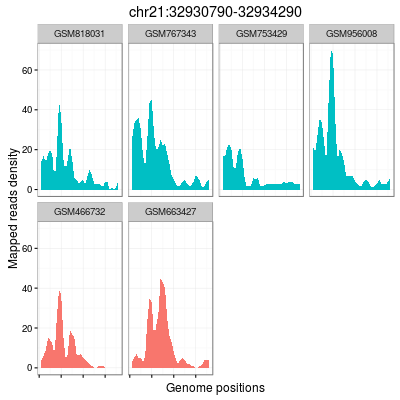 chr21:32930790-32934290
GSM818031 GSM767343 GSM753429 GSM956008
60
40
20
0
GSM466732 GSM663427
60
40
20
0
Mapped reads density
Genome positions